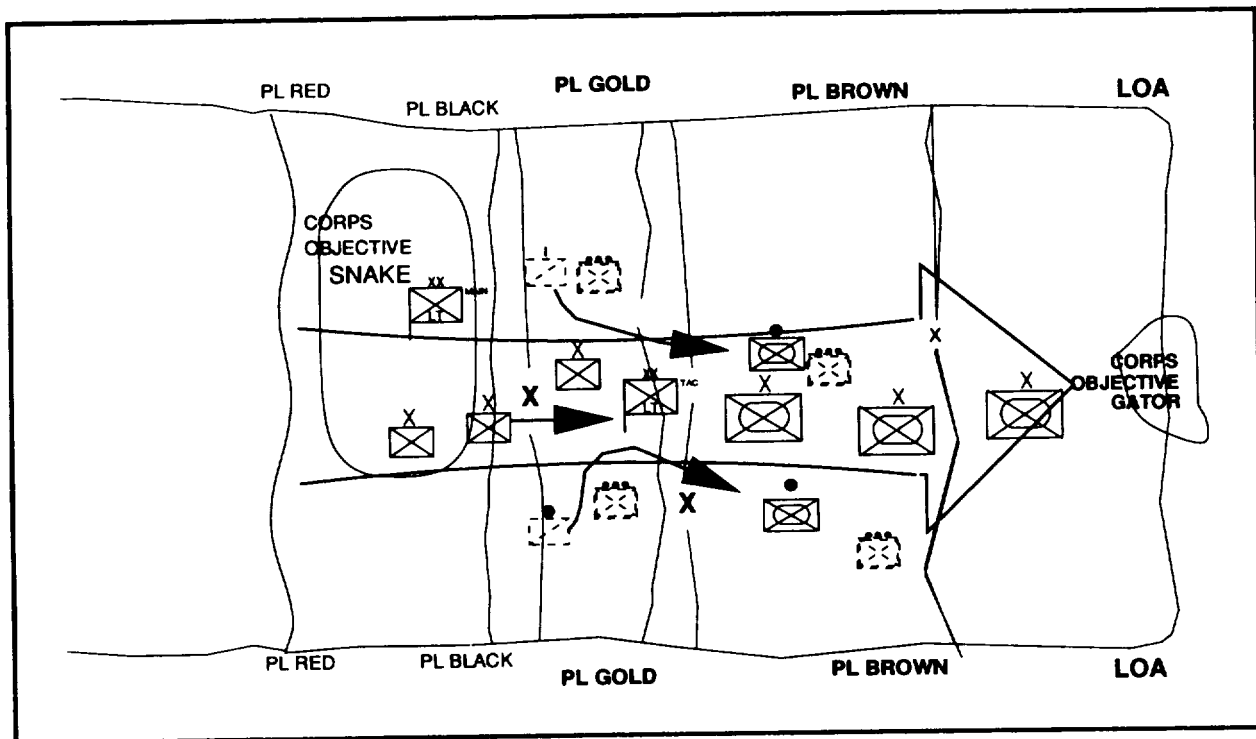 PL RED
PL BLACK
PL GOLD
PL BROWN
LOA
CORPS
OBJECTIVE
SNAKE
XX
MAIN
LT
I
X
X
X
X
XX
TAC
LT
X
X
X
X
X
CORPS
OBJECTIVE
GATOR
PL RED
PL BLACK
PL GOLD
PL BROWN
LOA